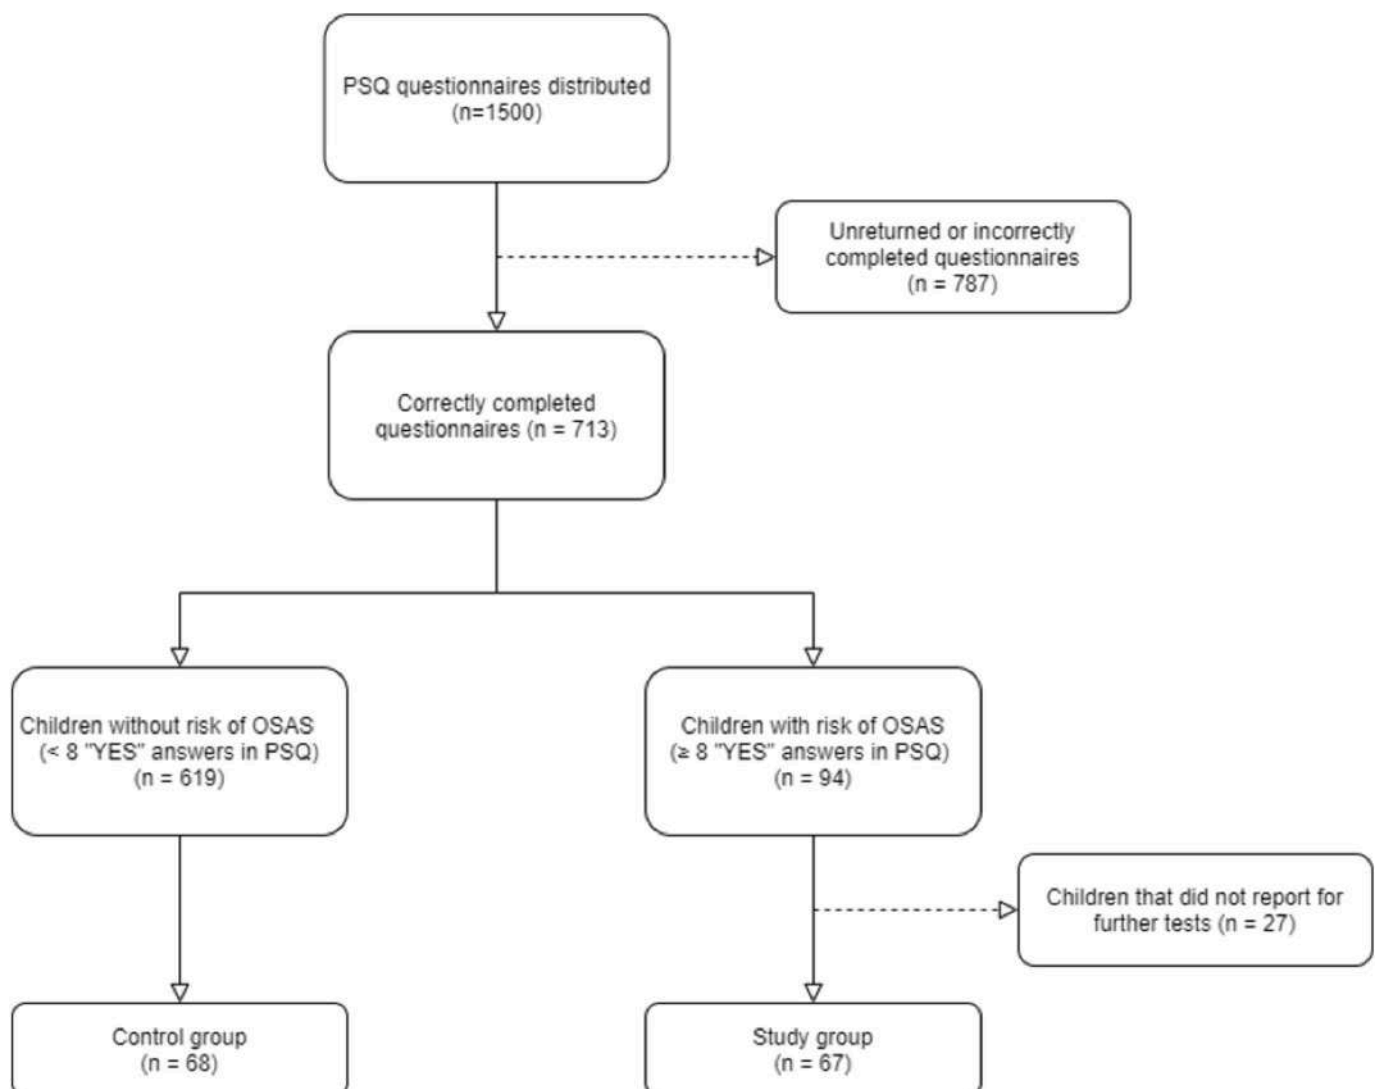 PSQ questionnaires distributed
(n=1500)
Unreturned or incorrectly
completed questionnaires
(n = 787)
Correctly completed
questionnaires (n = 713)
Children without risk of OSAS
(< 8 "YES" answers in PSQ)
(n = 619)
Children with risk of OSAS
(≥ 8 "YES" answers in PSQ)
(n = 94)
Children that did not report for
further tests (n = 27)
Control group
(n = 68)
Study group
(n = 67)